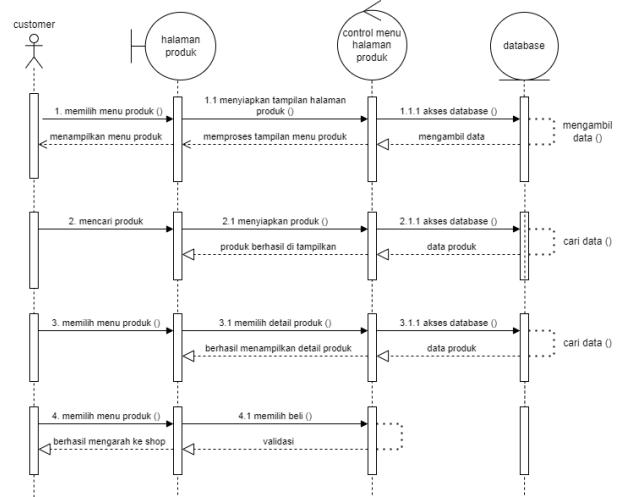 customer
halaman
produk
control menu
halaman
produk
database
1. memilih menu produk ()
1.1 menyiapkan tampilan halaman
produk ()
1.1.1 akses database ()
mengambil
data ()
menampilkan menu produk
memproses tampilan menu produk
mengambil data
2. mencari produk
2.1 menyiapkan produk ()
2.1.1 akses database ()
cari data ()
produk berhasil di tampilkan
data produk
3. memilih menu produk ()
3.1 memilih detail produk ()
3.1.1 akses database ()
cari data ()
berhasil menampilkan detail produk
data produk
4. memilih menu produk ()
4.1 memilih beli ()
berhasil mengarah ke shop
validasi